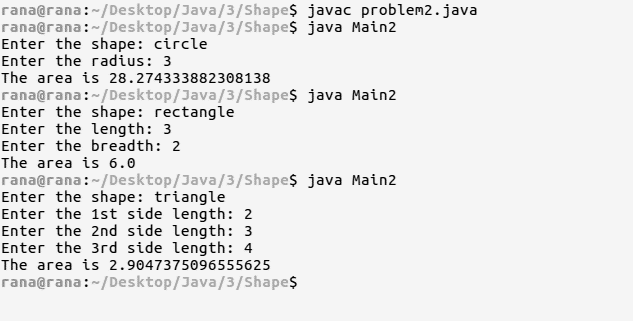 rana@rana:~/Desktop/Java/3/Shape$ javac problem2.java
rana@rana:~/Desktop/Java/3/Shape$ java Main2
Enter the shape: circle
Enter the radius: 3
The area is 28.274333882308138
rana@rana:~/Desktop/Java/3/Shape$ java Main2
Enter the shape: rectangle
Enter the length: 3
Enter the breadth: 2
The area is 6.0
rana@rana:~/Desktop/Java/3/Shape$ java Main2
Enter the shape: triangle
Enter the 1st side length: 2
Enter the 2nd side length: 3
Enter the 3rd side length: 4
The area is 2.9047375096555625
rana@rana:~/Desktop/Java/3/Shape$